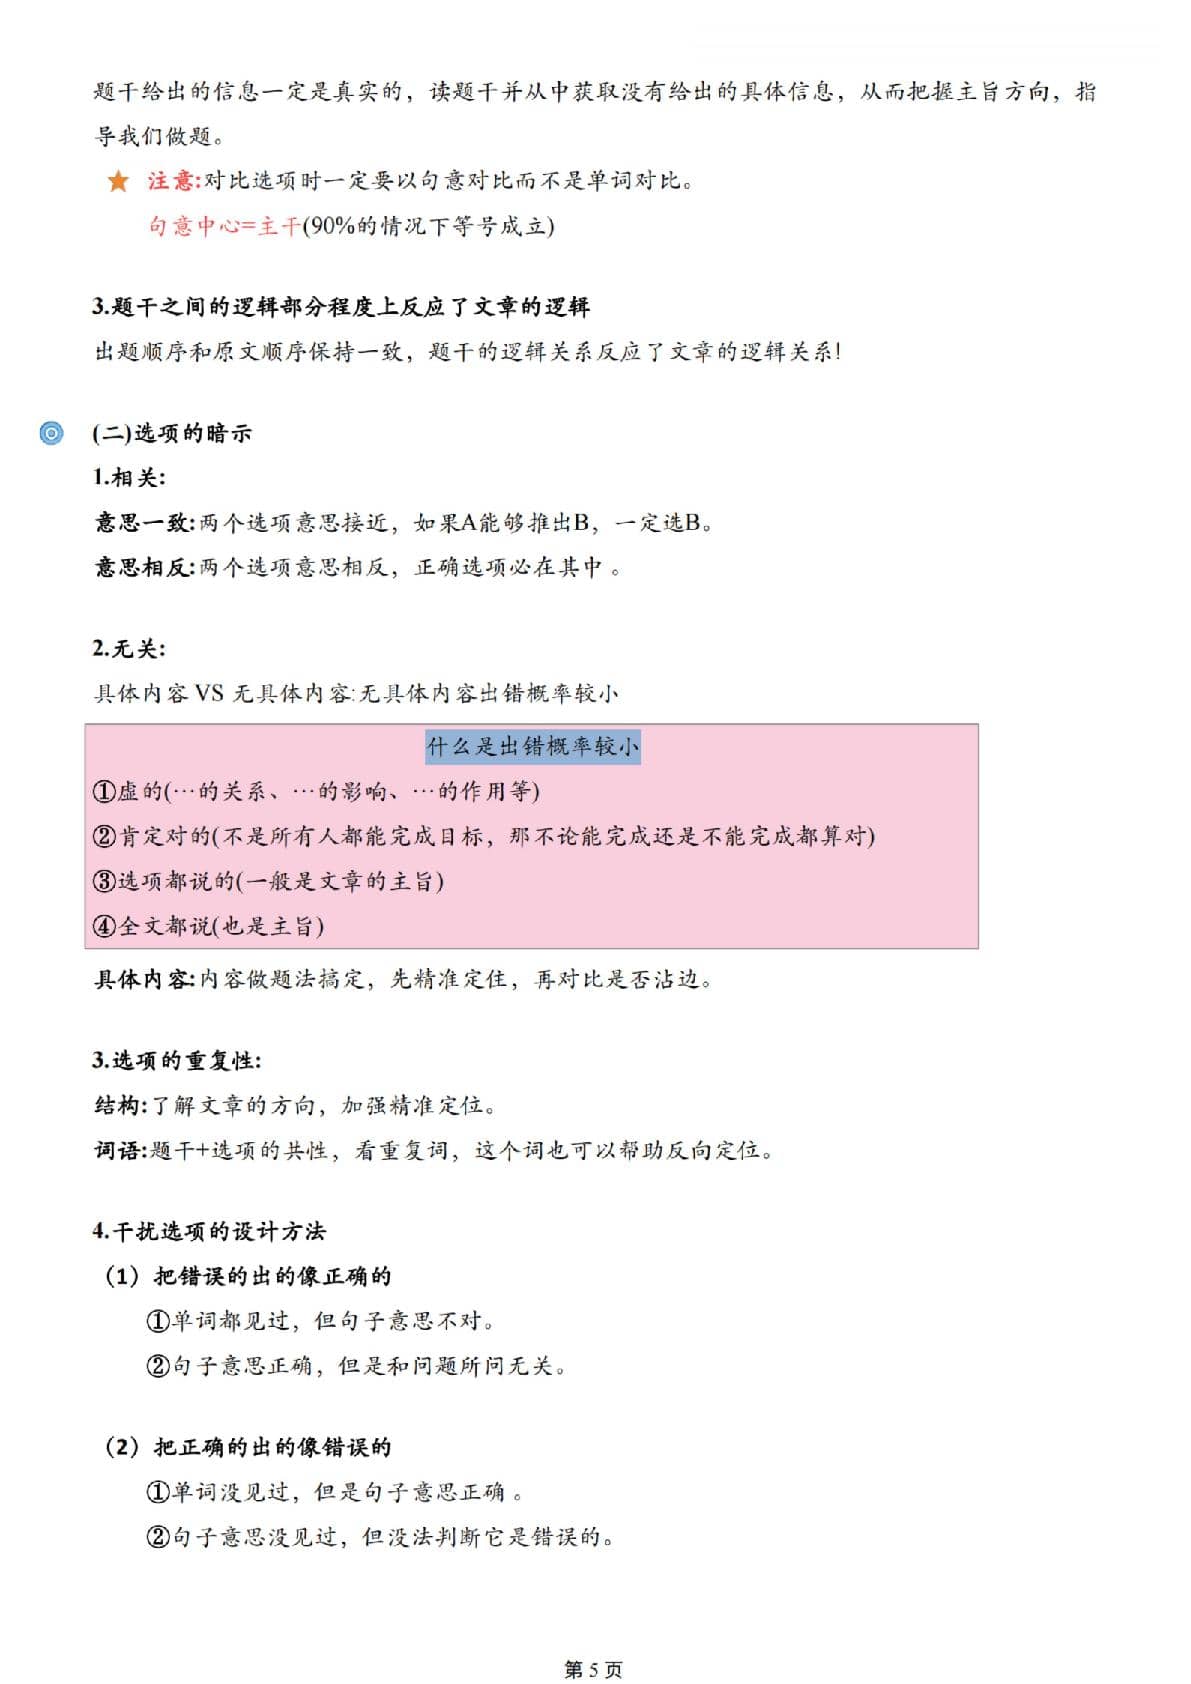 题干给出的信息一定是真实的，读题干并从中获取没有给出的具体信息，从而把握主旨方向，指
导我们做题。
注意:对比选项时一定要以句意对比而不是单词对比。
句意中心=主干(90%的情况下等号成立)
3.题干之间的逻辑部分程度上反应了文章的逻辑
出题顺序和原文顺序保持一致，题干的逻辑关系反应了文章的逻辑关系!
(二)选项的暗示
1.相关:
意思一致:两个选项意思接近，如果A能够推出B，一定选B。
意思相反:两个选项意思相反，正确选项必在其中。
2.无关:
具体内容 VS 无具体内容:无具体内容出错概率较小
什么是出错概率较小
①虚的(…的关系、…的影响、…的作用等)
②肯定对的(不是所有人都能完成目标，那不论能完成还是不能完成都算对)
③选项都说的(一般是文章的主旨)
④全文都说(也是主旨)
具体内容:内容做题法搞定，先精准定住，再对比是否沾边。
3.选项的重复性:
结构:了解文章的方向，加强精准定位。
词语:题干+选项的共性，看重复词，这个词也可以帮助反向定位。
4.干扰选项的设计方法
（1）把错误的出的像正确的
①单词都见过，但句子意思不对。
②句子意思正确，但是和问题所问无关。
（2）把正确的出的像错误的
①单词没见过，但是句子意思正确。
②句子意思没见过，但没法判断它是错误的。
第 5 页